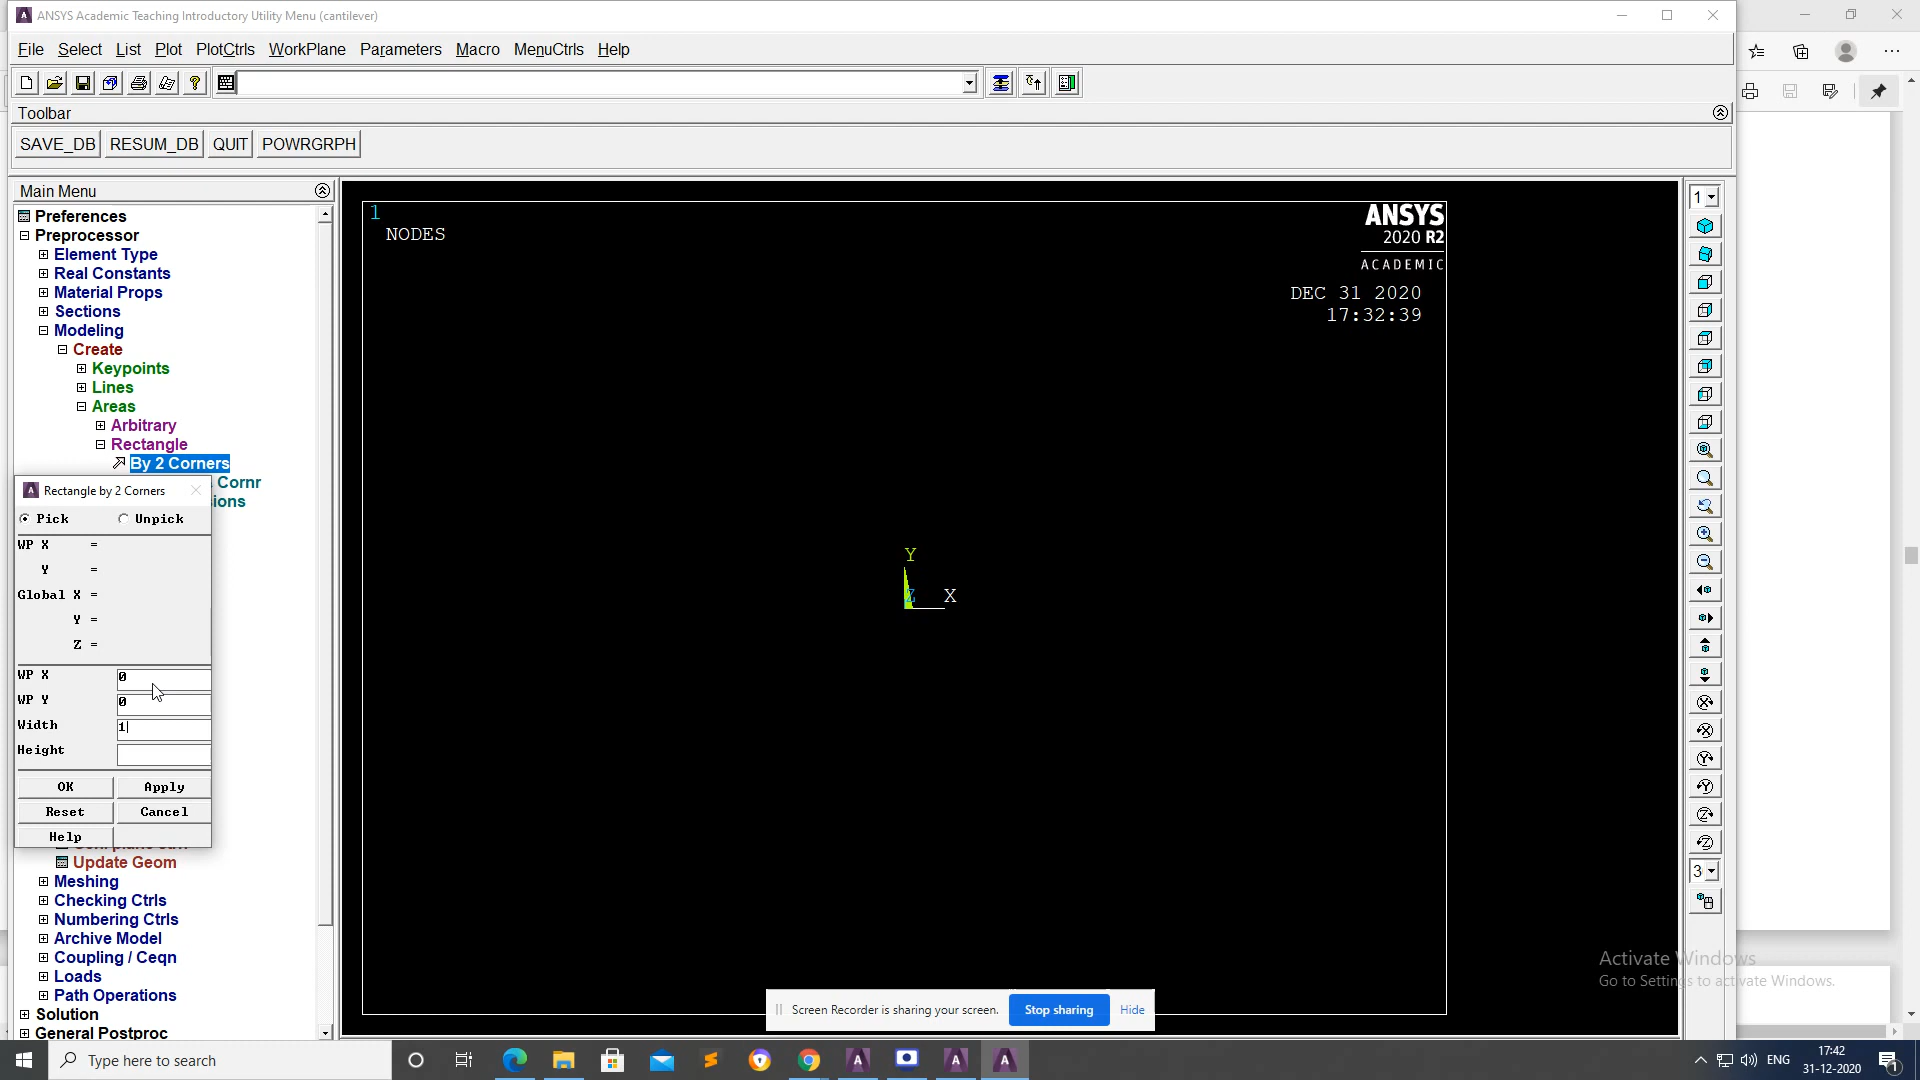 ANSYS Academic Teaching Introductory Utility Menu (cantilever)
File Select List Plot PlotCtrls WorkPlane Parameters Macro MenuCtrls Help
Toolbar
SAVE_DB RESUM_DB QUIT POWRGRPH
Main Menu
Preferences
Preprocessor
Element Type
Real Constants
Material Props
Sections
Modeling
Create
Keypoints
Lines
Areas
Arbitrary
Rectangle
By 2 Corners
Cornr
Rectangle by 2 Corners
Pick Unpick
WP X =
Y =
Global X =
Y =
Z =
WP X 0
WP Y 0
Width 1
Height
OK Apply
Reset Cancel
Help
Update Geom
Meshing
Checking Ctrls
Numbering Ctrls
Archive Model
Coupling / Ceqn
Loads
Path Operations
Solution
General Postproc
1
NODES
ANSYS
2020 R2
ACADEMIC
DEC 31 2020
17:32:39
Y
Z X
1
3
Activate Windows
Go to Settings to activate Windows.
Screen Recorder is sharing your screen. Stop sharing Hide
Type here to search
ENG
17:42
31-12-2020
1